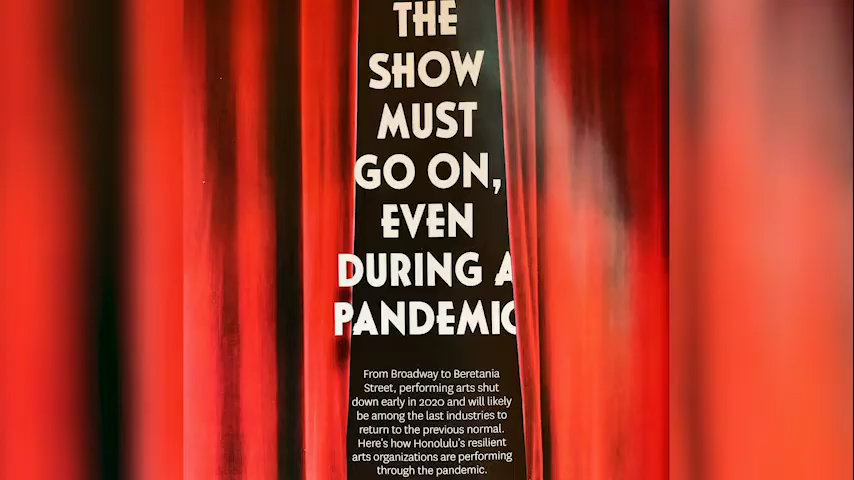 THE
SHOW
MUST
GO ON,
EVEN
DURING A
PANDEMIC
From Broadway to Beretania
Street, performing arts shut
down early in 2020 and will likely
be among the last industries to
return to the previous normal.
Here's how Honolulu's resilient
arts organizations are performing
through the pandemic.